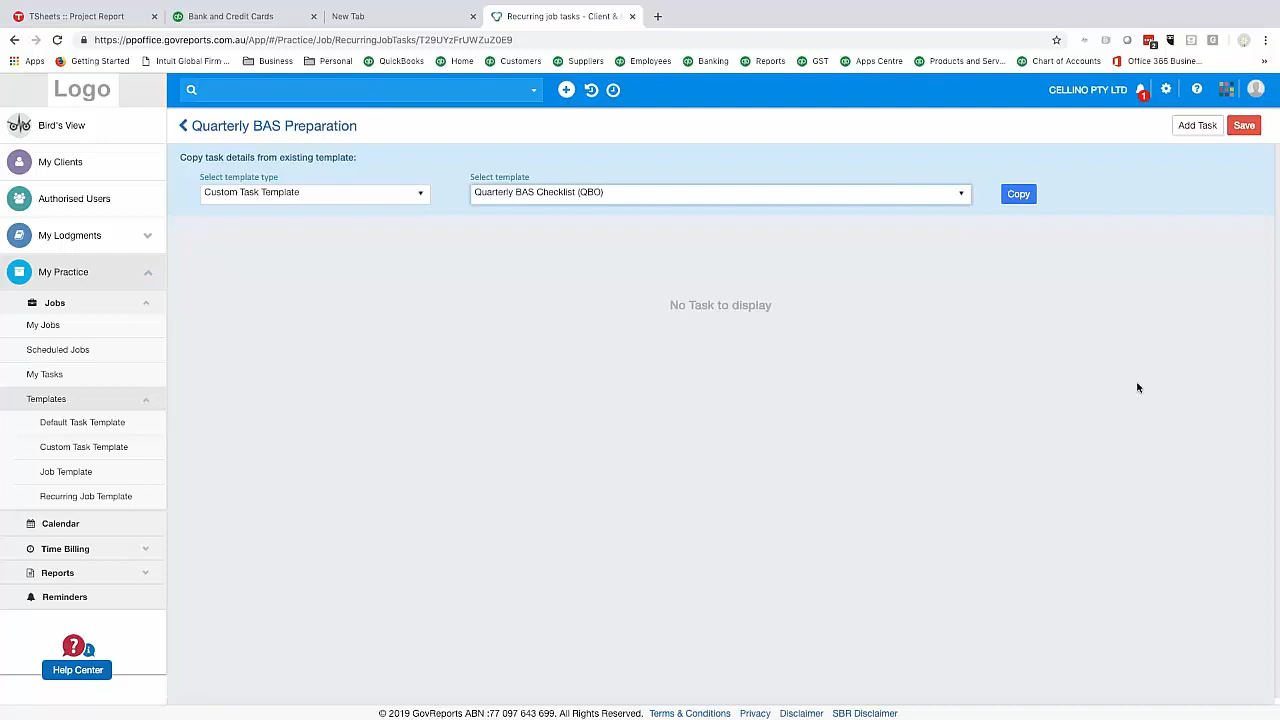 TSheets :: Project Report
Bank and Credit Cards
New Tab
Recurring job tasks - Client &
https://ppoffice.govreports.com.au/App/#/Practice/Job/RecurringJobTasks/T29UYzFrUWZuZ0E9
2
Apps Getting Started Intuit Global Firm ... Business Personal QuickBooks Home Customers Suppliers Employees Banking Reports GST Apps Centre Products and Serv... Chart of Accounts Office 365 Busine... »
Logo
CELLINO PTY LTD
1
Bird's View
My Clients
Authorised Users
My Lodgments
My Practice
Jobs
My Jobs
Scheduled Jobs
My Tasks
Templates
Default Task Template
Custom Task Template
Job Template
Recurring Job Template
Calendar
Time Billing
Reports
Reminders
?
Help Center
Quarterly BAS Preparation
Add Task
Save
Copy task details from existing template:
Select template type
Select template
Custom Task Template
Quarterly BAS Checklist (QBO)
Copy
No Task to display
© 2019 GovReports ABN :77 097 643 699. All Rights Reserved. Terms & Conditions Privacy Disclaimer SBR Disclaimer